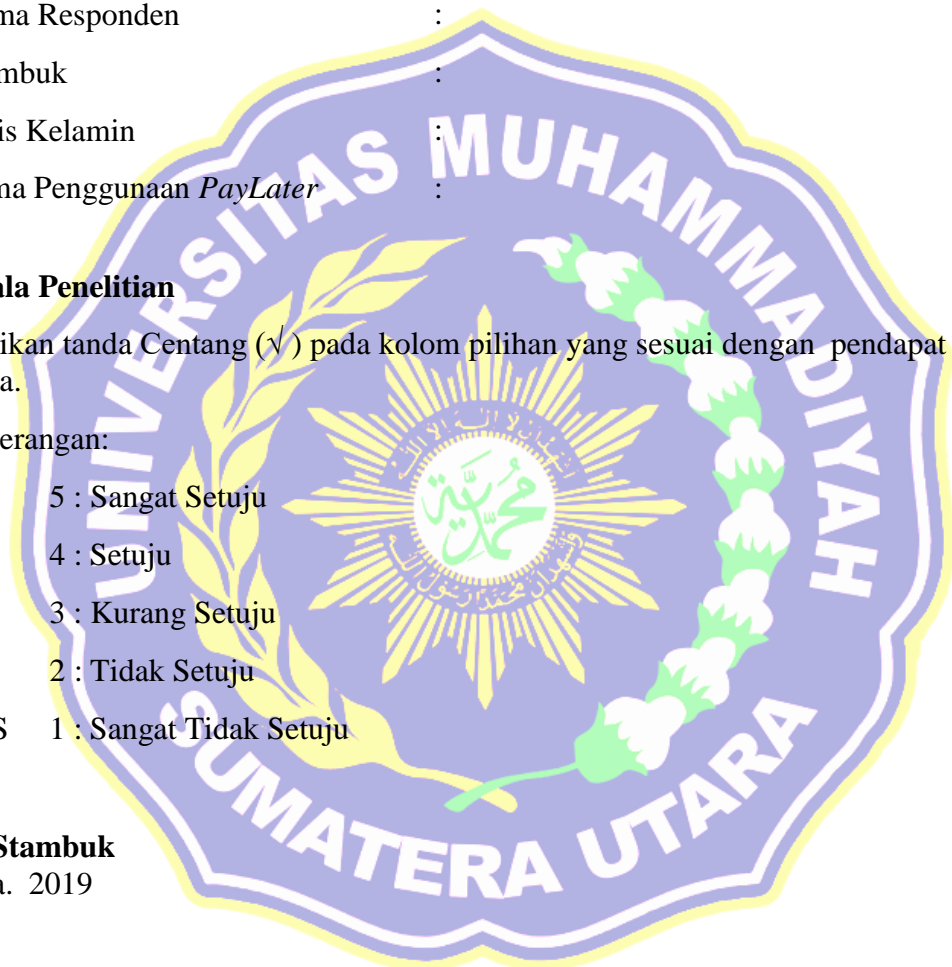 ma Responden :
mbuk :
is Kelamin :
ma Penggunaan PayLater :
ala Penelitian
ikan tanda Centang (√ ) pada kolom pilihan yang sesuai dengan pendapat
a.
erangan:
5 : Sangat Setuju
4 : Setuju
3 : Kurang Setuju
2 : Tidak Setuju
S 1 : Sangat Tidak Setuju
Stambuk
a. 2019
UNIVERSITAS MUHAMMADIYAH
SUMATERA UTARA